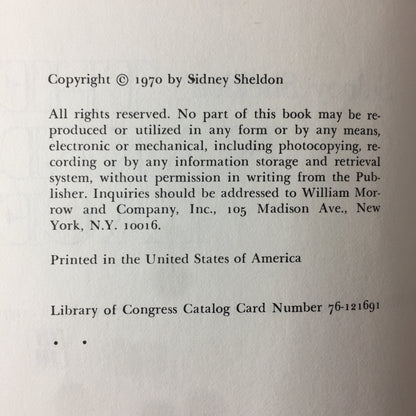 Copyright © 1970 by Sidney Sheldon
All rights reserved. No part of this book may be re-
produced or utilized in any form or by any means,
electronic or mechanical, including photocopying, re-
cording or by any information storage and retrieval
system, without permission in writing from the Pub-
lisher. Inquiries should be addressed to William Mor-
row and Company, Inc., 105 Madison Ave., New
York, N.Y. 10016.
Printed in the United States of America
Library of Congress Catalog Card Number 76-121691